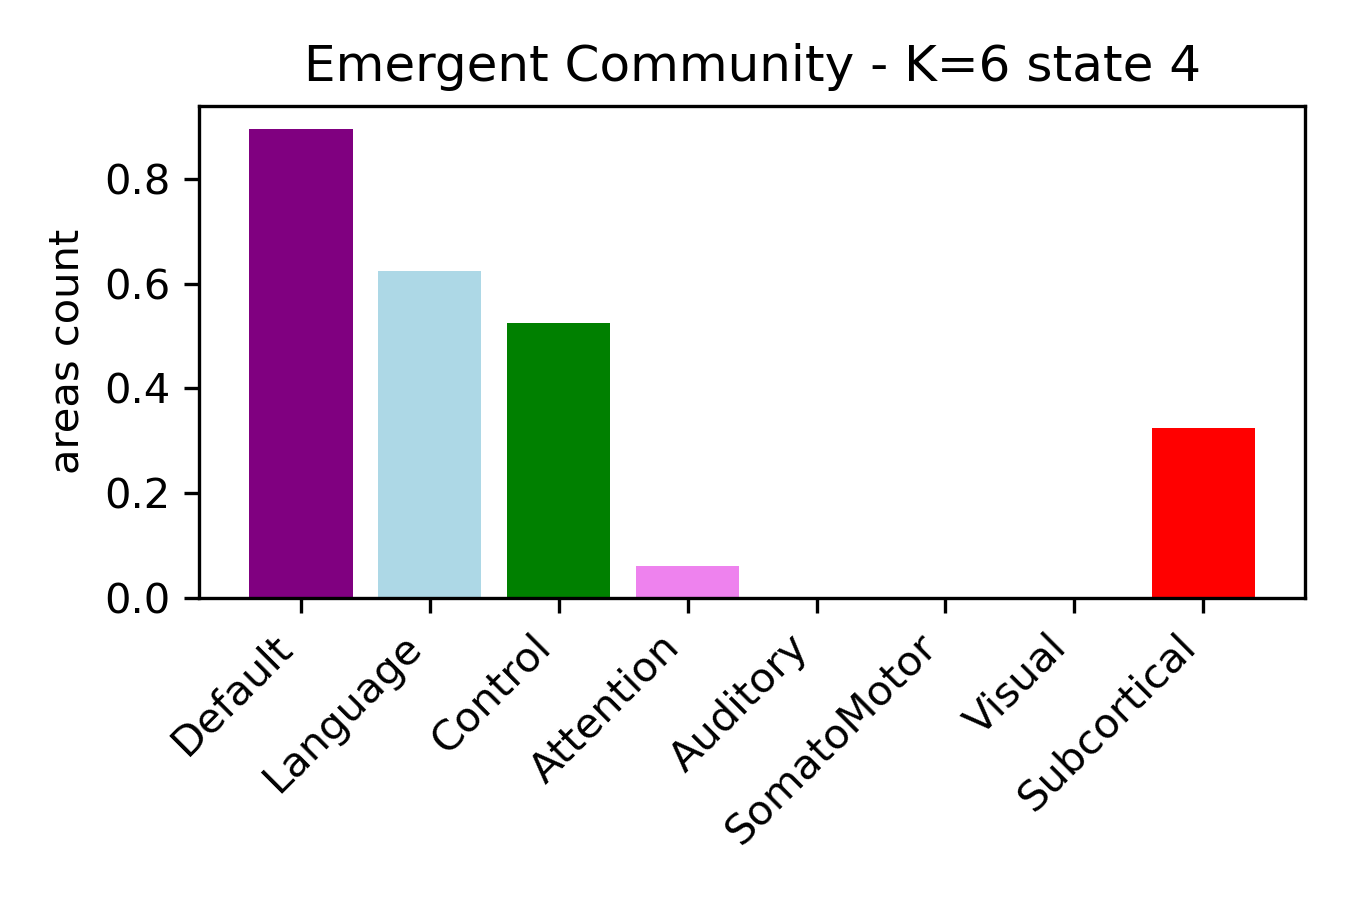 Emergent Community - K=6 state 4
areas count
0.8
0.6
0.4
0.2
0.0
Default
Language
Control
Attention
Auditory
SomatoMotor
Visual
Subcortical